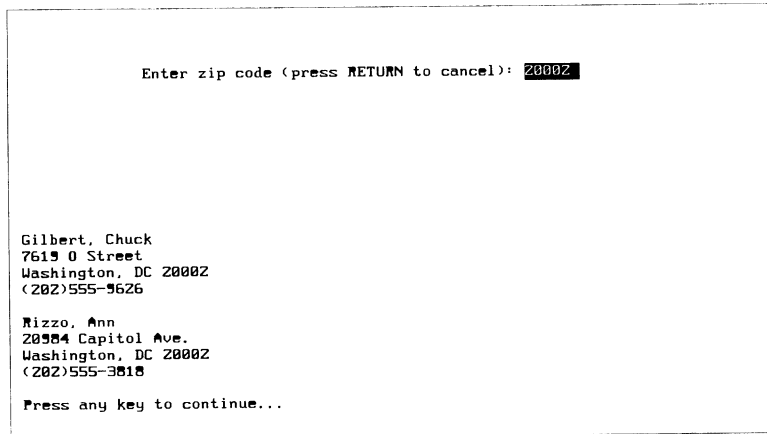 Enter zip code (press RETURN to cancel): 20002
Gilbert, Chuck
7619 O Street
Washington, DC 20002
(202)555-9626
Rizzo, Ann
20984 Capitol Ave.
Washington, DC 20002
(202)555-3818
Press any key to continue...